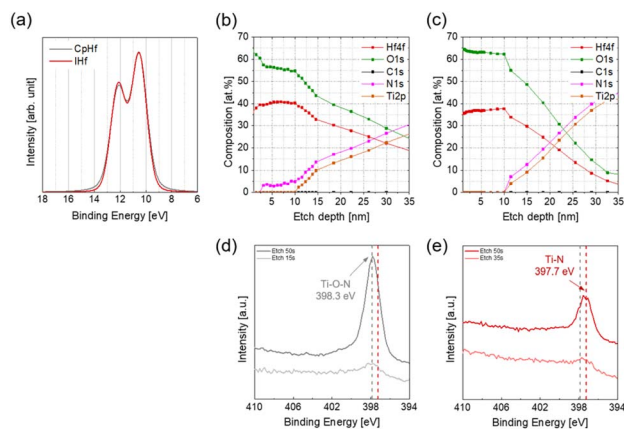 (a)
CpHf
IHf
Intensity [arb. unit]
18 16 14 12 10 8 6
Binding Energy [eV]
(b)
Hf4f
O1s
C1s
N1s
Ti2p
Composition [at.%]
70
60
50
40
30
20
10
0
5 10 15 20 25 30 35
Etch depth [nm]
(c)
Hf4f
O1s
C1s
N1s
Ti2p
Composition [at.%]
70
60
50
40
30
20
10
0
5 10 15 20 25 30 35
Etch depth [nm]
(d)
Etch 50s
Etch 15s
Ti-O-N
398.3 eV
Intensity [a.u.]
410 406 402 398 394
Binding Energy [eV]
(e)
Etch 50s
Etch 35s
Ti-N
397.7 eV
Intensity [a.u.]
410 406 402 398 394
Binding Energy [eV]